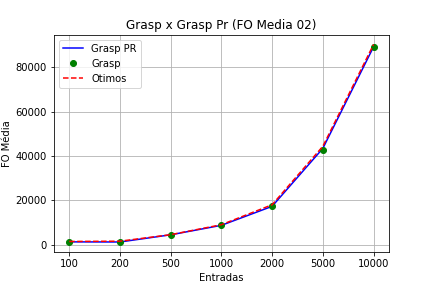 Grasp x Grasp Pr (FO Media 02)
Grasp PR
Grasp
Otimos
FO Média
80000
60000
40000
20000
0
100 200 500 1000 2000 5000 10000
Entradas